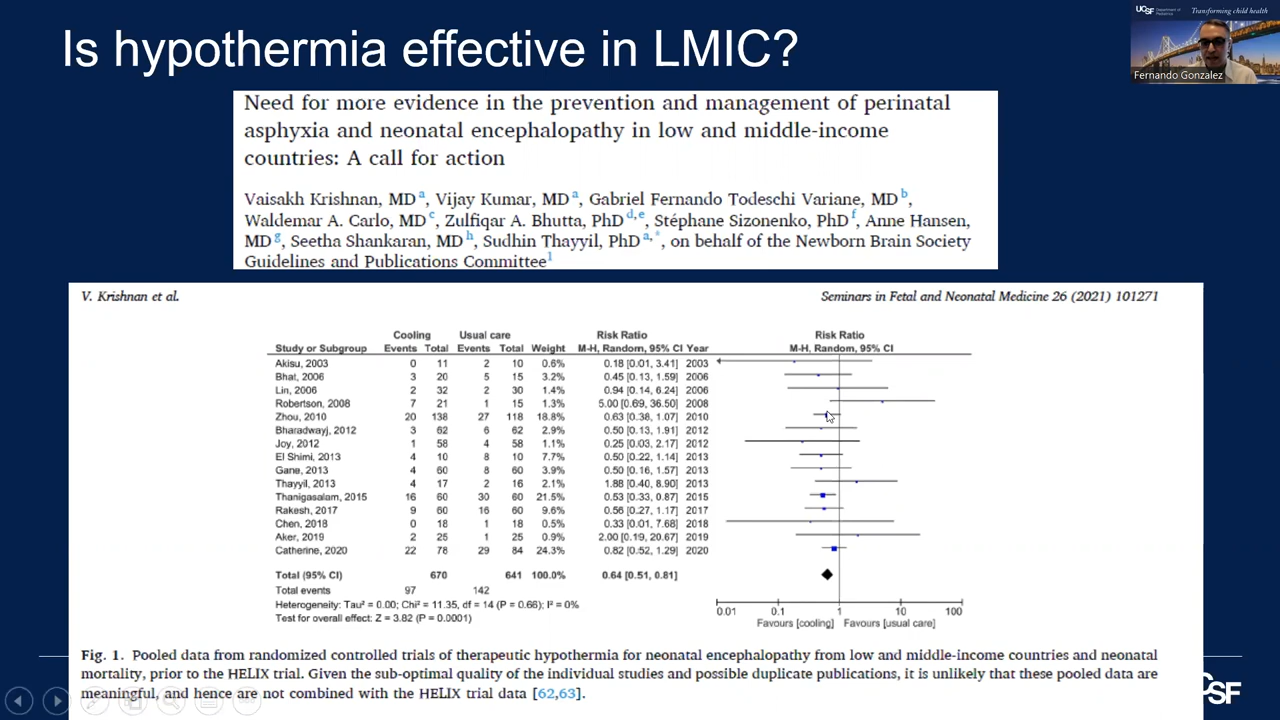 Is hypothermia effective in LMIC?
UCSF Department of Pediatrics Transforming child health
Fernando Gonzalez
Need for more evidence in the prevention and management of perinatal
asphyxia and neonatal encephalopathy in low and middle-income
countries: A call for action
Vaisakh Krishnan, MD a, Vijay Kumar, MD a, Gabriel Fernando Todeschi Variane, MD b,
Waldemar A. Carlo, MD c, Zulfiqar A. Bhutta, PhD d,e, Stéphane Sizonenko, PhD f, Anne Hansen,
MD g, Seetha Shankaran, MD h, Sudhin Thayyil, PhD a,*, on behalf of the Newborn Brain Society
Guidelines and Publications Committee 1
V. Krishnan et al. Seminars in Fetal and Neonatal Medicine 26 (2021) 101271
Cooling Usual care Risk Ratio Risk Ratio
Study or Subgroup Events Total Events Total Weight M-H, Random, 95% CI Year M-H, Random, 95% CI
Akisu, 2003 0 11 2 10 0.6% 0.18 [0.01, 3.41] 2003
Bhat, 2006 3 20 5 15 3.2% 0.45 [0.13, 1.59] 2006
Lin, 2006 2 32 2 30 1.4% 0.94 [0.14, 6.24] 2006
Robertson, 2008 7 21 1 15 1.3% 5.00 [0.69, 36.50] 2008
Zhou, 2010 20 138 27 118 18.8% 0.63 [0.38, 1.07] 2010
Bharadwayj, 2012 3 62 6 62 2.9% 0.50 [0.13, 1.91] 2012
Joy, 2012 1 58 4 58 1.1% 0.25 [0.03, 2.17] 2012
El Shimi, 2013 4 10 8 10 7.7% 0.50 [0.22, 1.14] 2013
Gane, 2013 4 60 8 60 3.9% 0.50 [0.16, 1.57] 2013
Thayyil, 2013 4 17 2 16 2.1% 1.88 [0.40, 8.90] 2013
Thanigasalam, 2015 16 60 30 60 21.5% 0.53 [0.33, 0.87] 2015
Rakesh, 2017 9 60 16 60 9.6% 0.56 [0.27, 1.17] 2017
Chen, 2018 0 18 1 18 0.5% 0.33 [0.01, 7.68] 2018
Aker, 2019 2 25 1 25 0.9% 2.00 [0.19, 20.67] 2019
Catherine, 2020 22 78 29 84 24.3% 0.82 [0.52, 1.29] 2020
Total (95% CI) 670 641 100.0% 0.64 [0.51, 0.81]
Total events 97 142
Heterogeneity: Tau² = 0.00; Chi² = 11.35, df = 14 (P = 0.66); I² = 0%
Test for overall effect: Z = 3.82 (P = 0.0001)
0.01 0.1 1 10 100
Favours [cooling] Favours [usual care]
Fig. 1. Pooled data from randomized controlled trials of therapeutic hypothermia for neonatal encephalopathy from low and middle-income countries and neonatal
mortality, prior to the HELIX trial. Given the sub-optimal quality of the individual studies and possible duplicate publications, it is unlikely that these pooled data are
meaningful, and hence are not combined with the HELIX trial data [62,63].